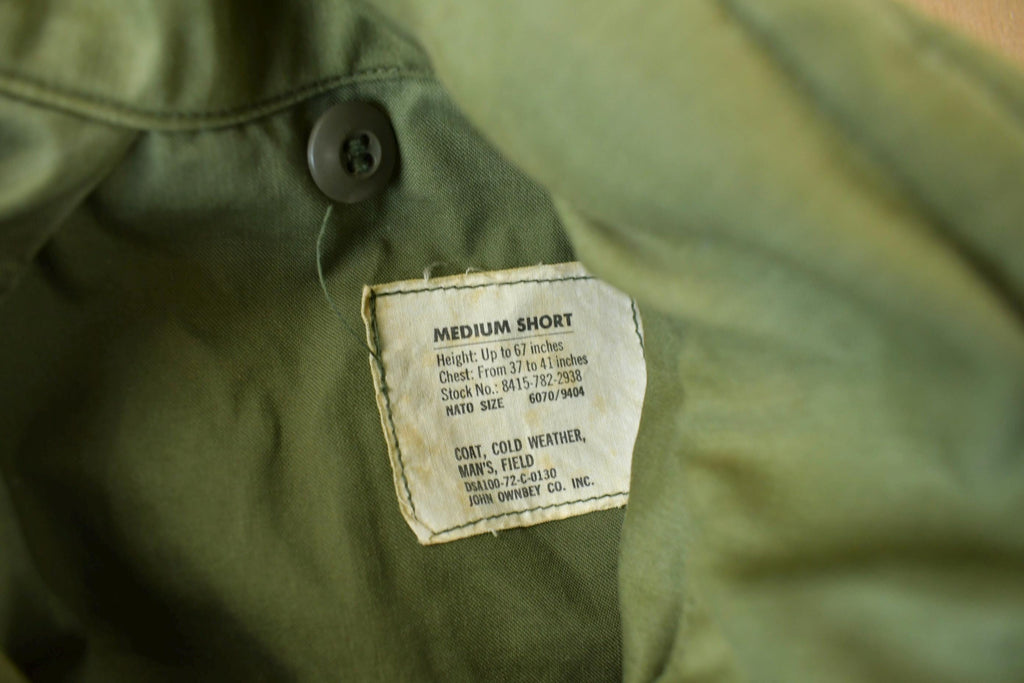 MEDIUM SHORT
Height: Up to 67 inches
Chest: From 37 to 41 inches
Stock No.: 8415-782-2938
NATO SIZE 6070/9404
COAT, COLD WEATHER,
MAN'S, FIELD
DSA100-72-C-0130
JOHN OWNBEY CO. INC.